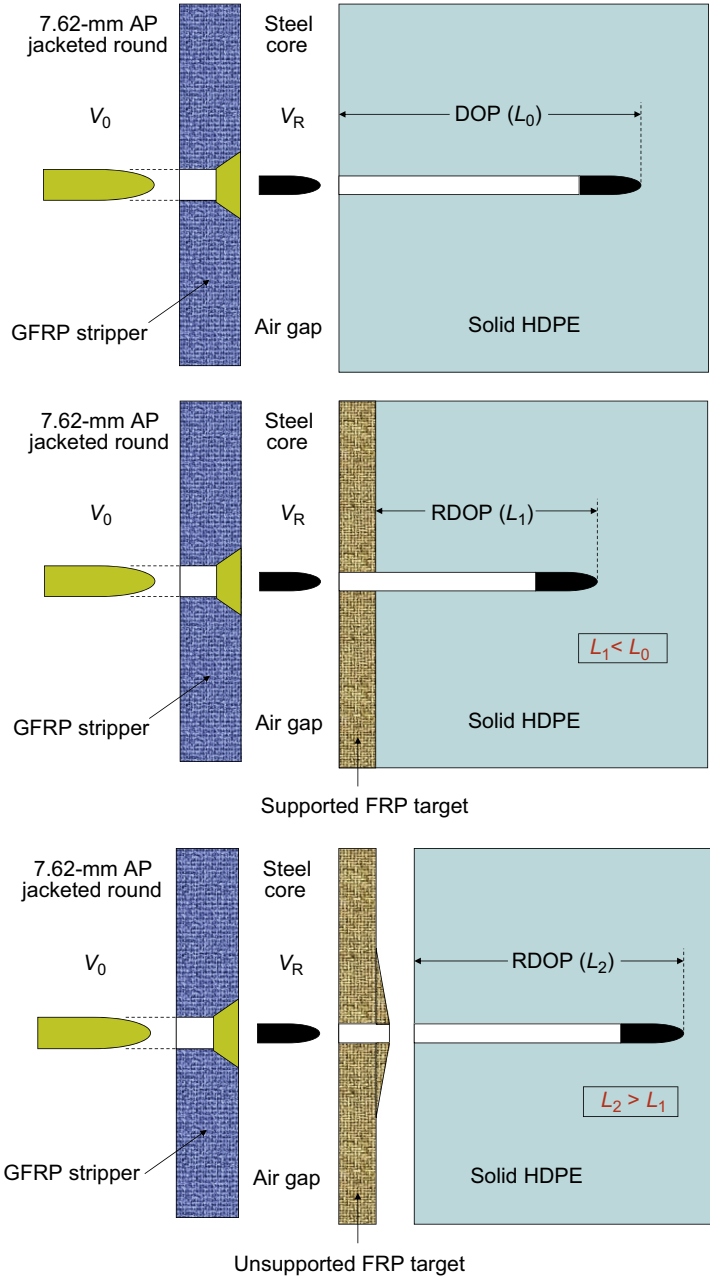 7.62-mm AP
jacketed round
Steel
core
V0
VR
DOP (L0)
GFRP stripper
Air gap
Solid HDPE
7.62-mm AP
jacketed round
Steel
core
V0
VR
RDOP (L1)
L1 < L0
GFRP stripper
Air gap
Solid HDPE
Supported FRP target
7.62-mm AP
jacketed round
Steel
core
V0
VR
RDOP (L2)
L2 > L1
GFRP stripper
Air gap
Solid HDPE
Unsupported FRP target